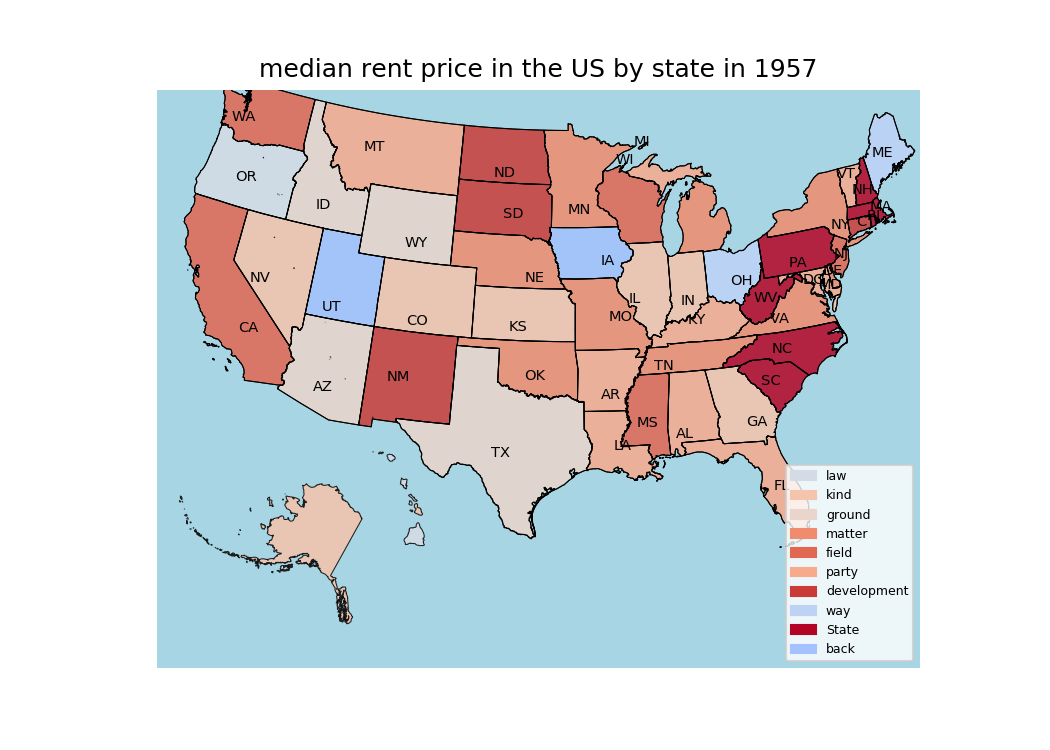 median rent price in the US by state in 1957
WA
MT
ND
MI
WI
ME
VT
NH
OR
ID
SD
MN
MA
RI
CT
NY
WY
NE
IA
PA
NJ
OH
DE
DC
MD
NV
UT
CO
KS
IL
IN
WV
MO
KY
VA
CA
NC
TN
NM
OK
SC
AZ
AR
MS
AL
GA
TX
LA
FL
law
kind
ground
matter
field
party
development
way
State
back